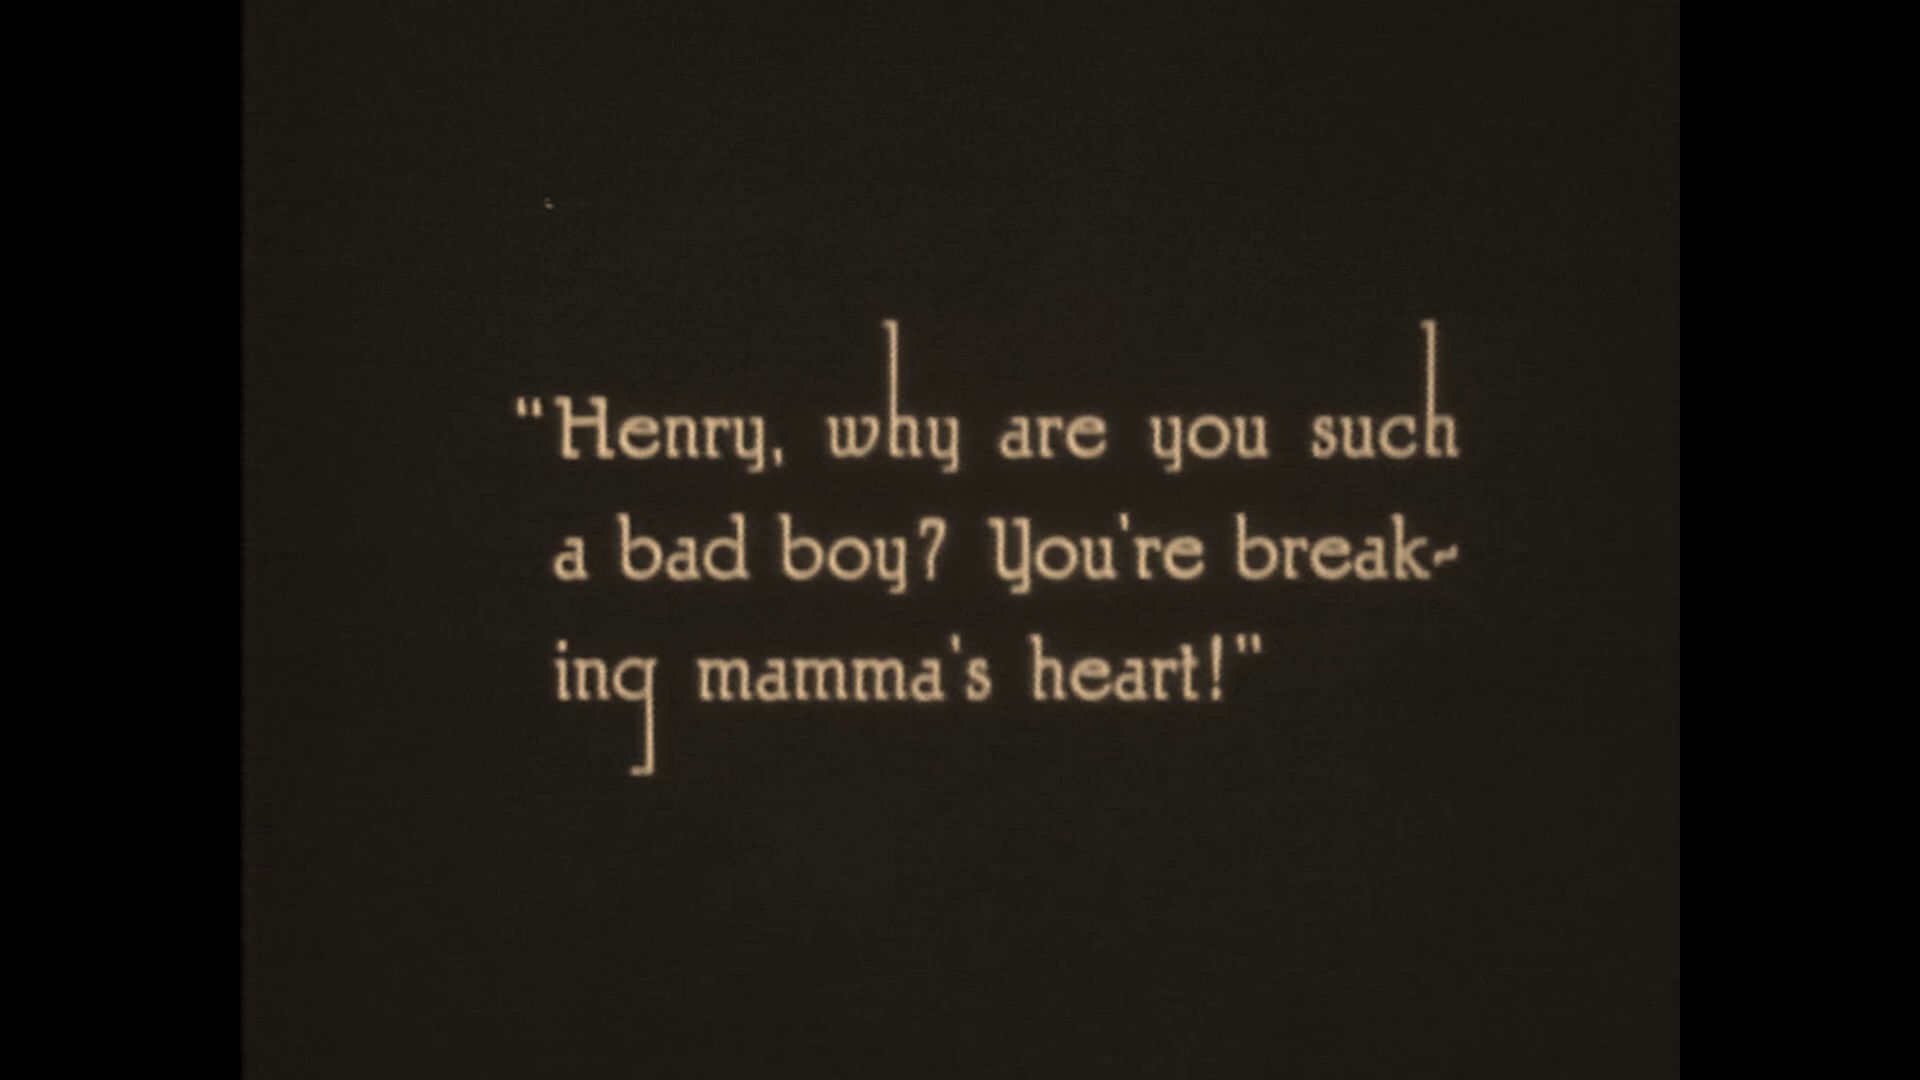 "Henry, why are you such
a bad boy? You're break-
ing mamma's heart!"